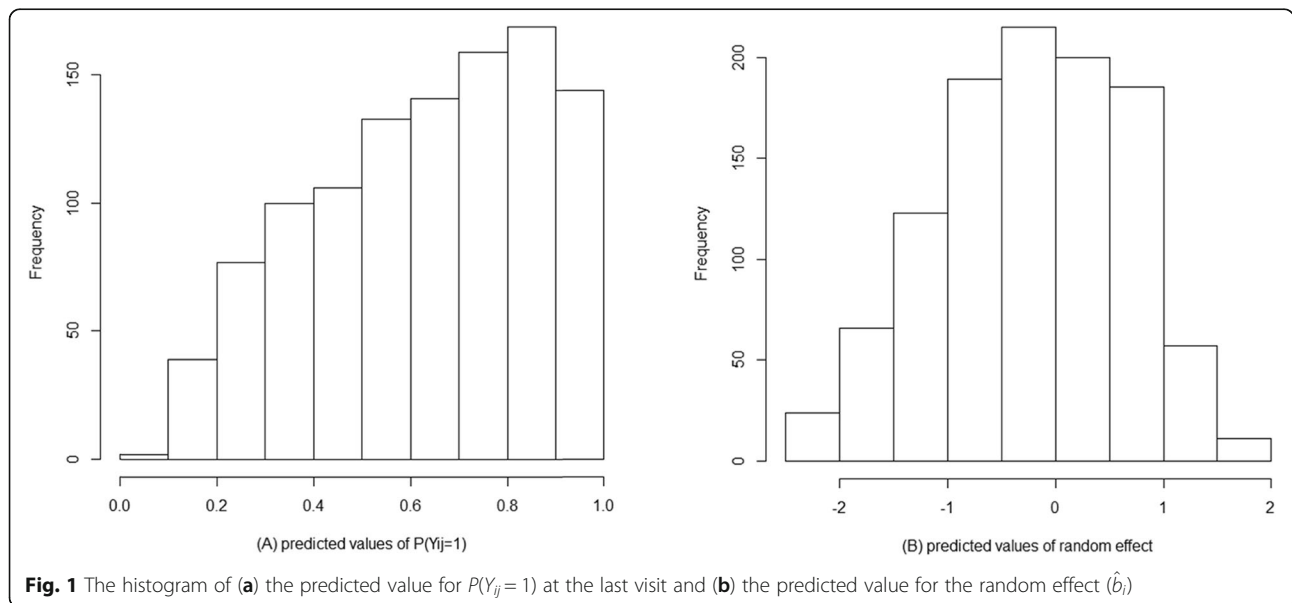 150
100
50
0
Frequency
0.0 0.2 0.4 0.6 0.8 1.0
(A) predicted values of P(Yij=1)
200
150
100
50
0
Frequency
-2 -1 0 1 2
(B) predicted values of random effect
Fig. 1 The histogram of (a) the predicted value for P(Y_ij = 1) at the last visit and (b) the predicted value for the random effect (b̂_i)